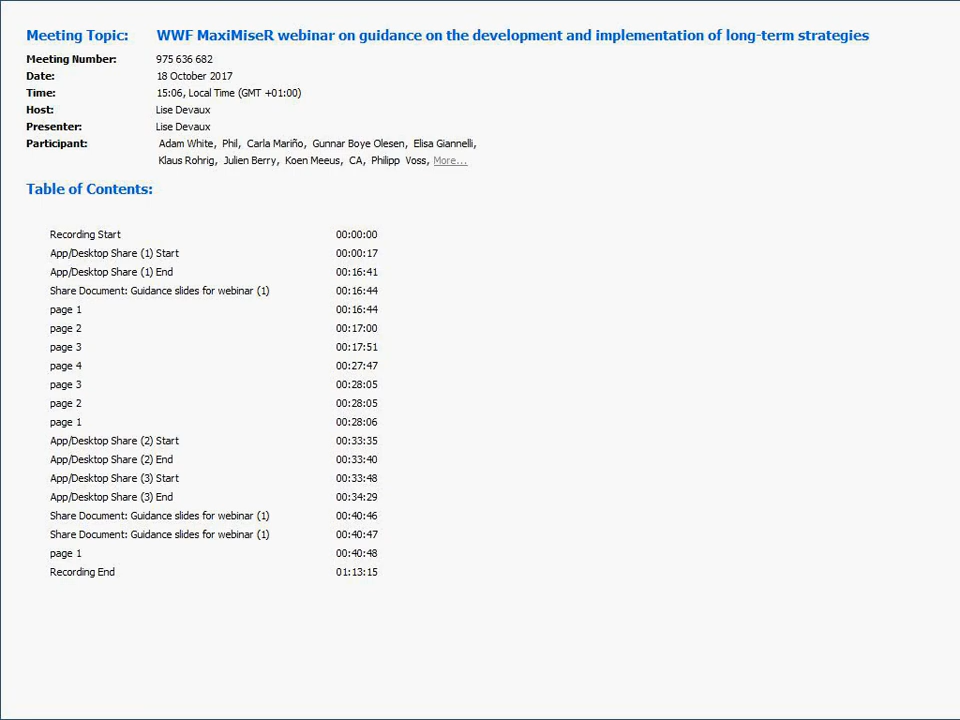 Meeting Topic: WWF MaxiMiseR webinar on guidance on the development and implementation of long-term strategies
Meeting Number: 975 636 682
Date: 18 October 2017
Time: 15:06, Local Time (GMT +01:00)
Host: Lise Devaux
Presenter: Lise Devaux
Participant: Adam White, Phil, Carla Mariño, Gunnar Boye Olesen, Elisa Giannelli,
Klaus Rohrig, Julien Berry, Koen Meeus, CA, Philipp Voss, More...
Table of Contents:
Recording Start 00:00:00
App/Desktop Share (1) Start 00:00:17
App/Desktop Share (1) End 00:16:41
Share Document: Guidance slides for webinar (1) 00:16:44
page 1 00:16:44
page 2 00:17:00
page 3 00:17:51
page 4 00:27:47
page 3 00:28:05
page 2 00:28:05
page 1 00:28:06
App/Desktop Share (2) Start 00:33:35
App/Desktop Share (2) End 00:33:40
App/Desktop Share (3) Start 00:33:48
App/Desktop Share (3) End 00:34:29
Share Document: Guidance slides for webinar (1) 00:40:46
Share Document: Guidance slides for webinar (1) 00:40:47
page 1 00:40:48
Recording End 01:13:15